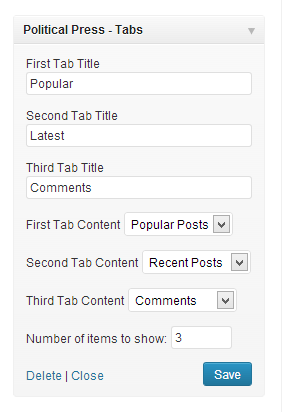 Political Press - Tabs
First Tab Title
Popular
Second Tab Title
Latest
Third Tab Title
Comments
First Tab Content Popular Posts
Second Tab Content Recent Posts
Third Tab Content Comments
Number of items to show: 3
Delete | Close Save